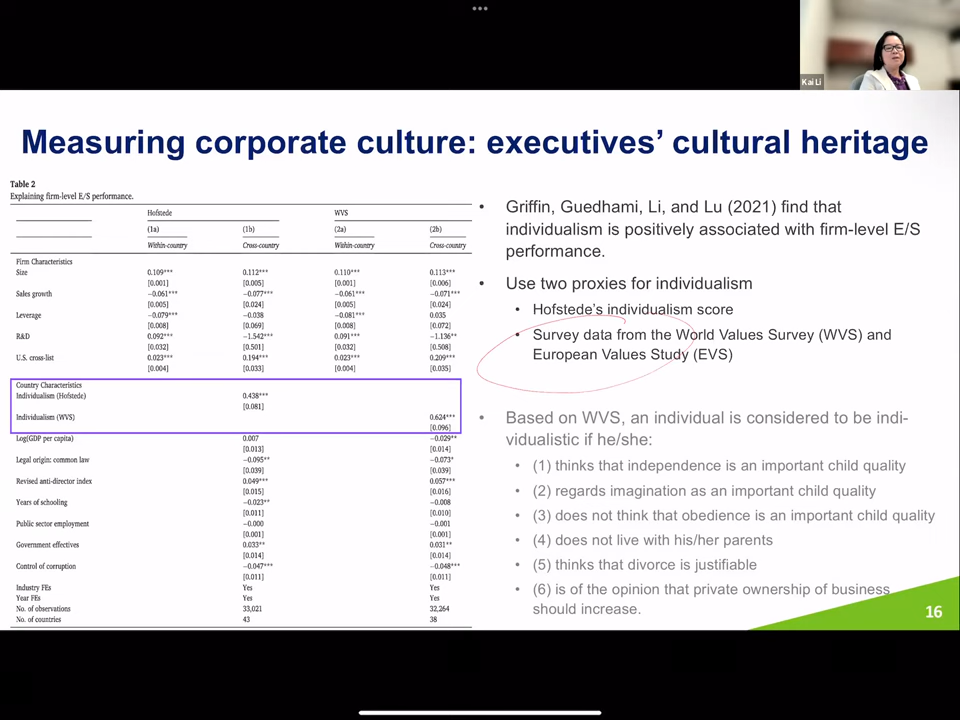 Kai Li
Measuring corporate culture: executives' cultural heritage
Table 2
Explaining firm-level E/S performance.
Hofstede WVS
(1a) (1b) (2a) (2b)
Within-country Cross-country Within-country Cross-country
Firm Characteristics
Size 0.109*** 0.112*** 0.110*** 0.113***
[0.001] [0.005] [0.001] [0.006]
Sales growth −0.061*** −0.077*** −0.061*** −0.071***
[0.005] [0.024] [0.005] [0.024]
Leverage −0.079*** −0.038 −0.081*** 0.035
[0.008] [0.069] [0.008] [0.072]
R&D 0.092*** −1.542*** 0.091*** −1.136**
[0.032] [0.501] [0.032] [0.508]
U.S. cross-list 0.023*** 0.194*** 0.023*** 0.209***
[0.004] [0.033] [0.004] [0.035]
Country Characteristics
Individualism (Hofstede) 0.438***
[0.081]
Individualism (WVS) 0.624***
[0.096]
Log(GDP per capita) 0.007 −0.029**
[0.013] [0.014]
Legal origin: common law −0.095** −0.073*
[0.039] [0.039]
Revised anti-director index 0.049*** 0.057***
[0.015] [0.016]
Years of schooling −0.023** −0.008
[0.011] [0.010]
Public sector employment −0.000 −0.001
[0.001] [0.001]
Government effectives 0.033** 0.031**
[0.014] [0.014]
Control of corruption −0.047*** −0.048***
[0.011] [0.011]
Industry FEs Yes Yes
Year FEs Yes Yes
No. of observations 33,021 32,264
No. of countries 43 38
• Griffin, Guedhami, Li, and Lu (2021) find that
individualism is positively associated with firm-level E/S
performance.
• Use two proxies for individualism
• Hofstede's individualism score
• Survey data from the World Values Survey (WVS) and
European Values Study (EVS)
• Based on WVS, an individual is considered to be indi-
vidualistic if he/she:
• (1) thinks that independence is an important child quality
• (2) regards imagination as an important child quality
• (3) does not think that obedience is an important child quality
• (4) does not live with his/her parents
• (5) thinks that divorce is justifiable
• (6) is of the opinion that private ownership of business
should increase.
16